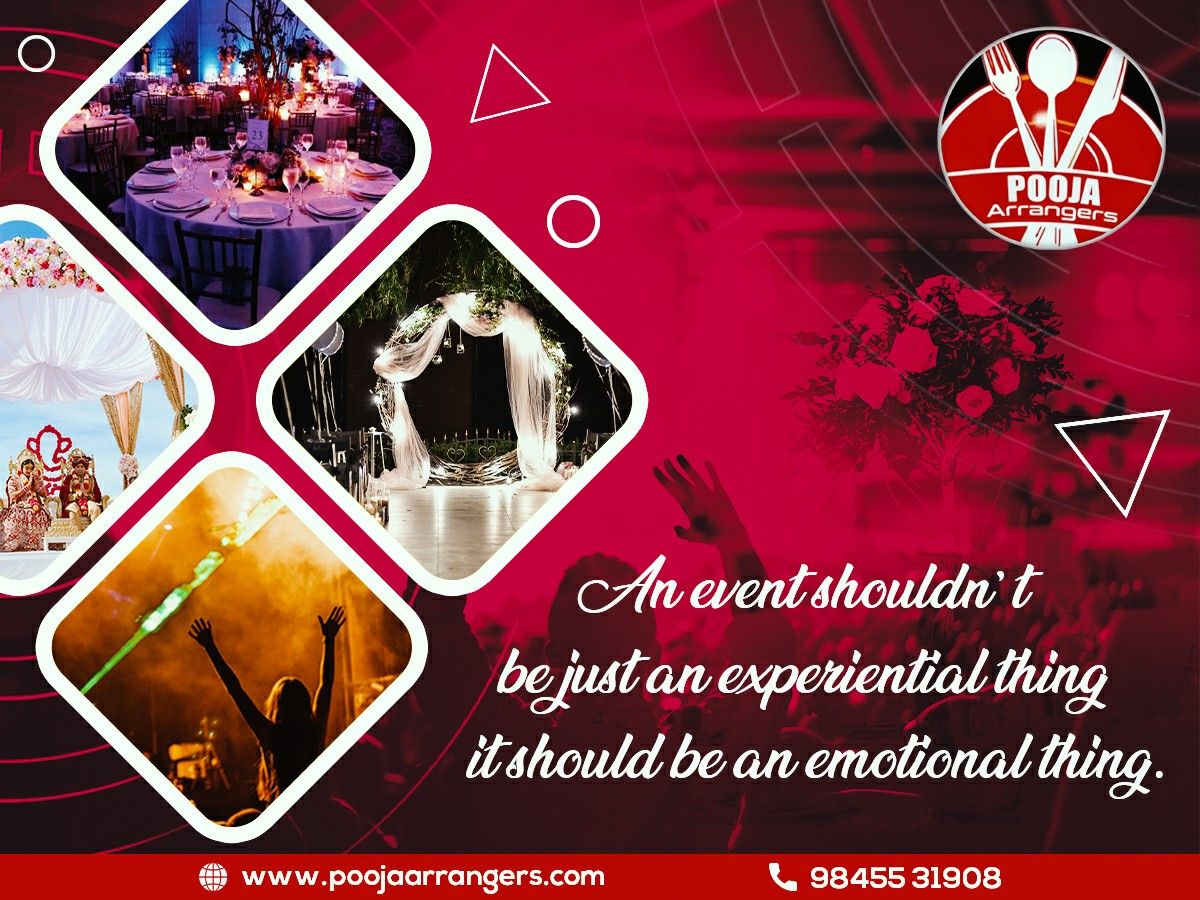 23
POOJA
Arrangers
An event shouldn't
be just an experiential thing
it should be an emotional thing.
www.poojaarrangers.com
98455 31908